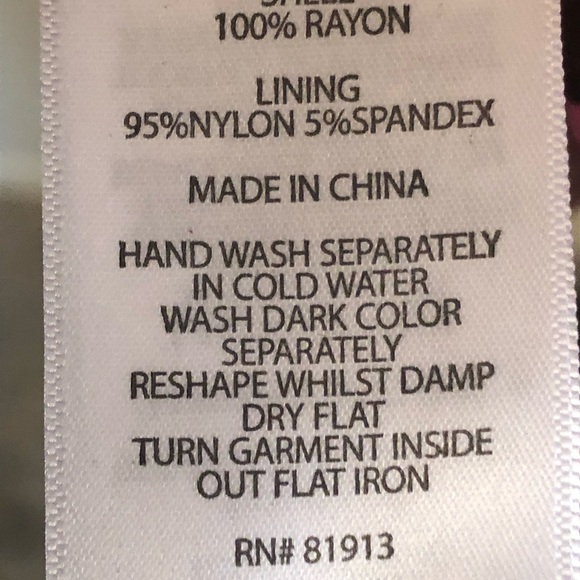 100% RAYON
LINING
95%NYLON 5%SPANDEX
MADE IN CHINA
HAND WASH SEPARATELY
IN COLD WATER
WASH DARK COLOR
SEPARATELY
RESHAPE WHILST DAMP
DRY FLAT
TURN GARMENT INSIDE
OUT FLAT IRON
RN# 81913